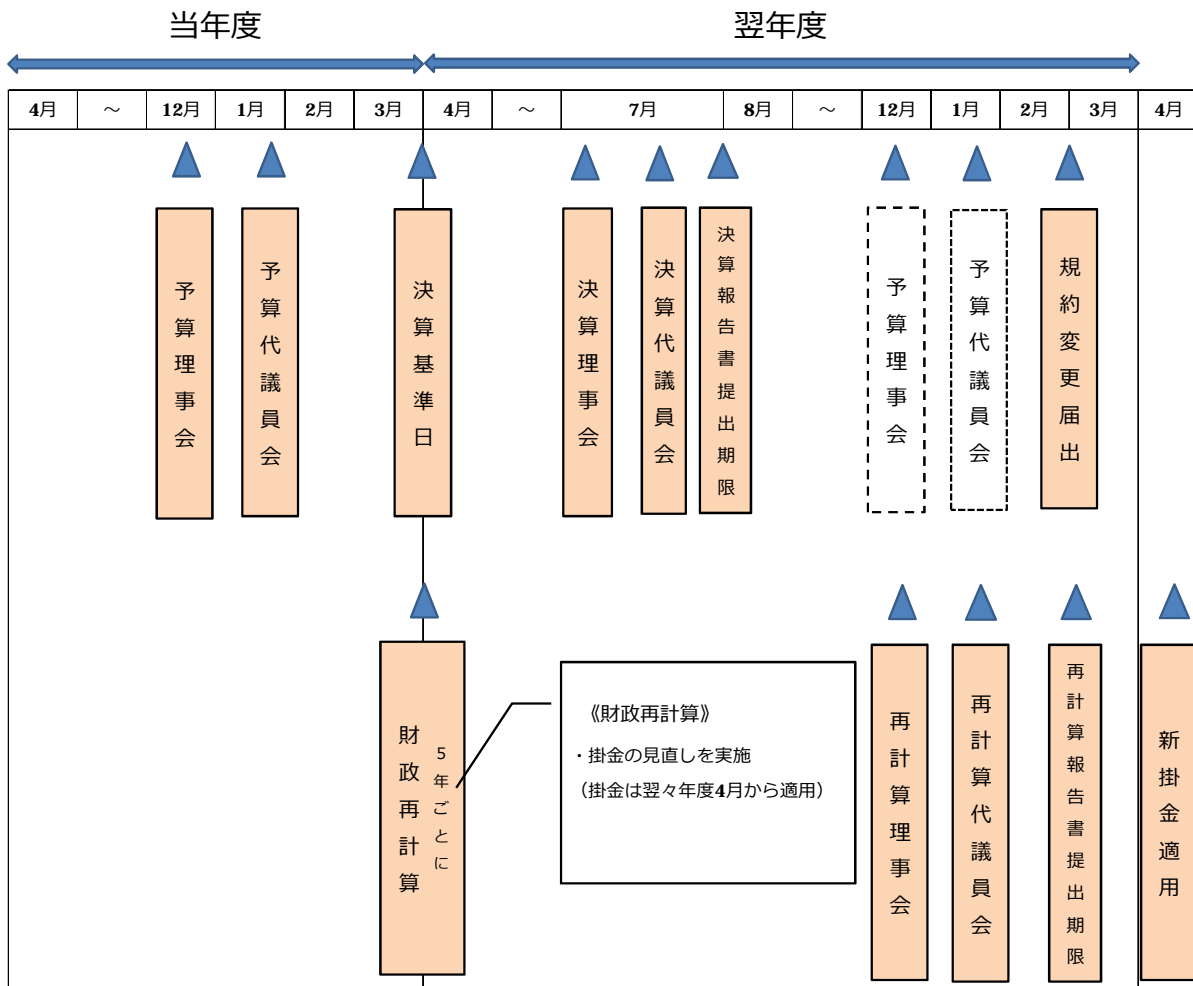 当年度
翌年度
4月 ～ 12月 1月 2月 3月 4月 ～ 7月 8月 ～ 12月 1月 2月 3月 4月
予算理事会
予算代議員会
決算基準日
決算理事会
決算代議員会
決算報告書提出期限
予算理事会
予算代議員会
規約変更届出
財政再計算
5年ごとに
《財政再計算》
・掛金の見直しを実施
（掛金は翌々年度4月から適用）
再計算理事会
再計算代議員会
再計算報告書提出期限
新掛金適用